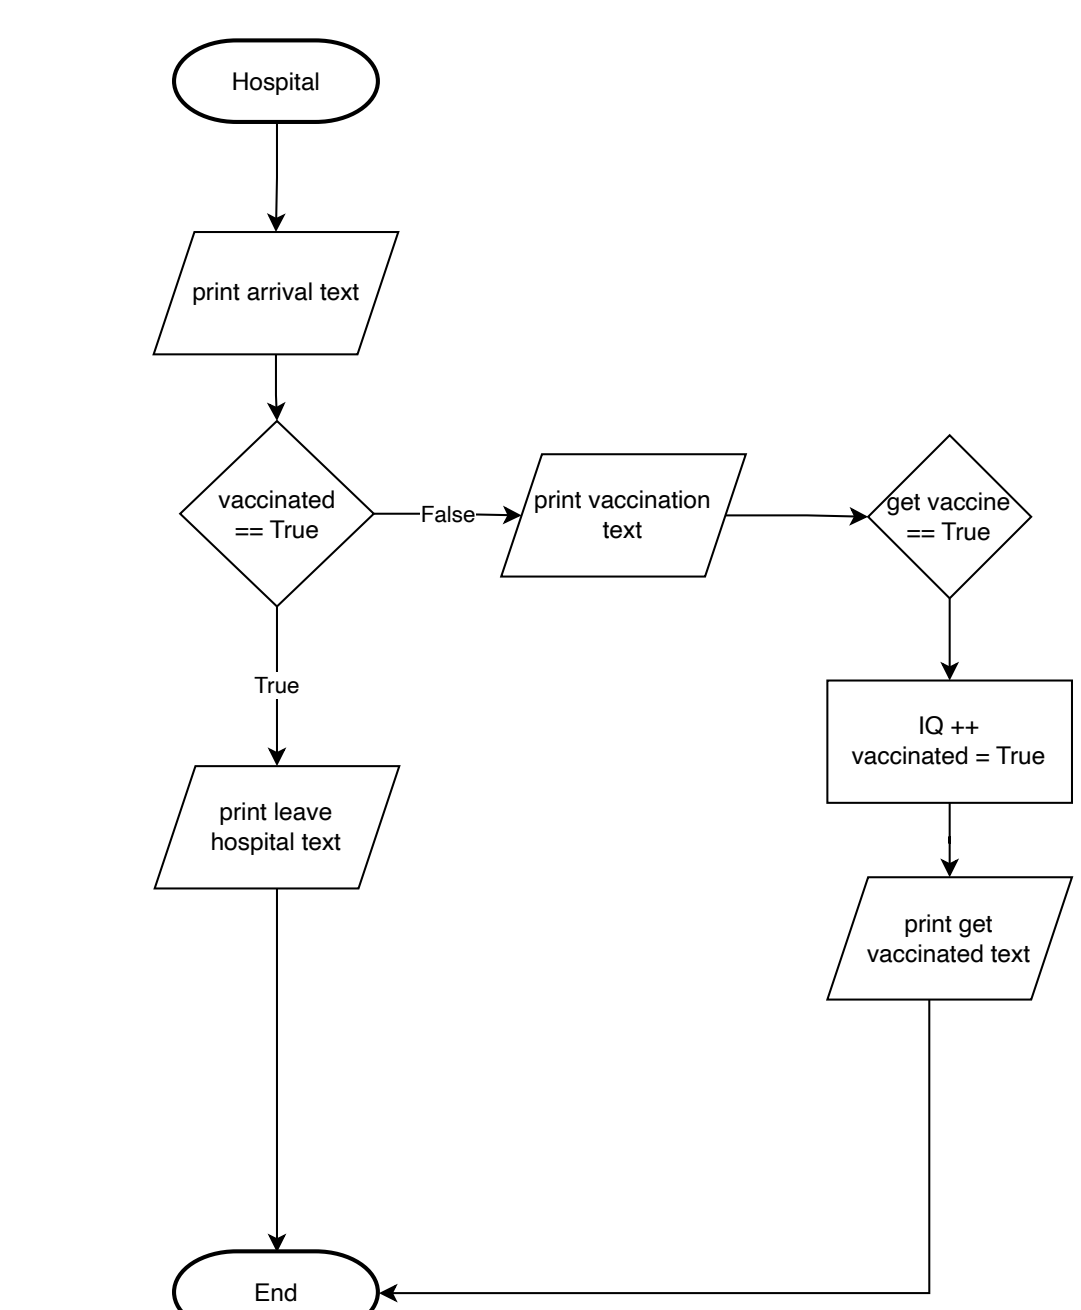 Hospital
print arrival text
vaccinated
== True
False
print vaccination
text
get vaccine
== True
True
IQ ++
vaccinated = True
print leave
hospital text
print get
vaccinated text
End